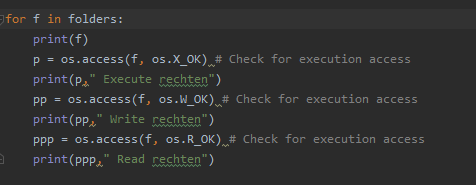 for f in folders:
    print(f)
    p = os.access(f, os.X_OK) # Check for execution access
    print(p," Execute rechten")
    pp = os.access(f, os.W_OK) # Check for execution access
    print(pp," Write rechten")
    ppp = os.access(f, os.R_OK) # Check for execution access
    print(ppp," Read rechten")